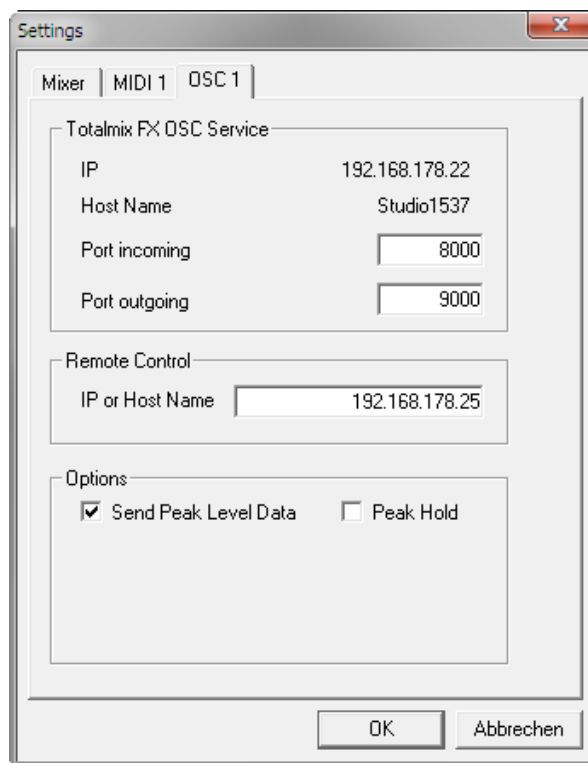 Settings
Mixer MIDI 1 OSC 1
Totalmix FX OSC Service
IP 192.168.178.22
Host Name Studio1537
Port incoming 8000
Port outgoing 9000
Remote Control
IP or Host Name 192.168.178.25
Options
Send Peak Level Data Peak Hold
OK Abbrechen